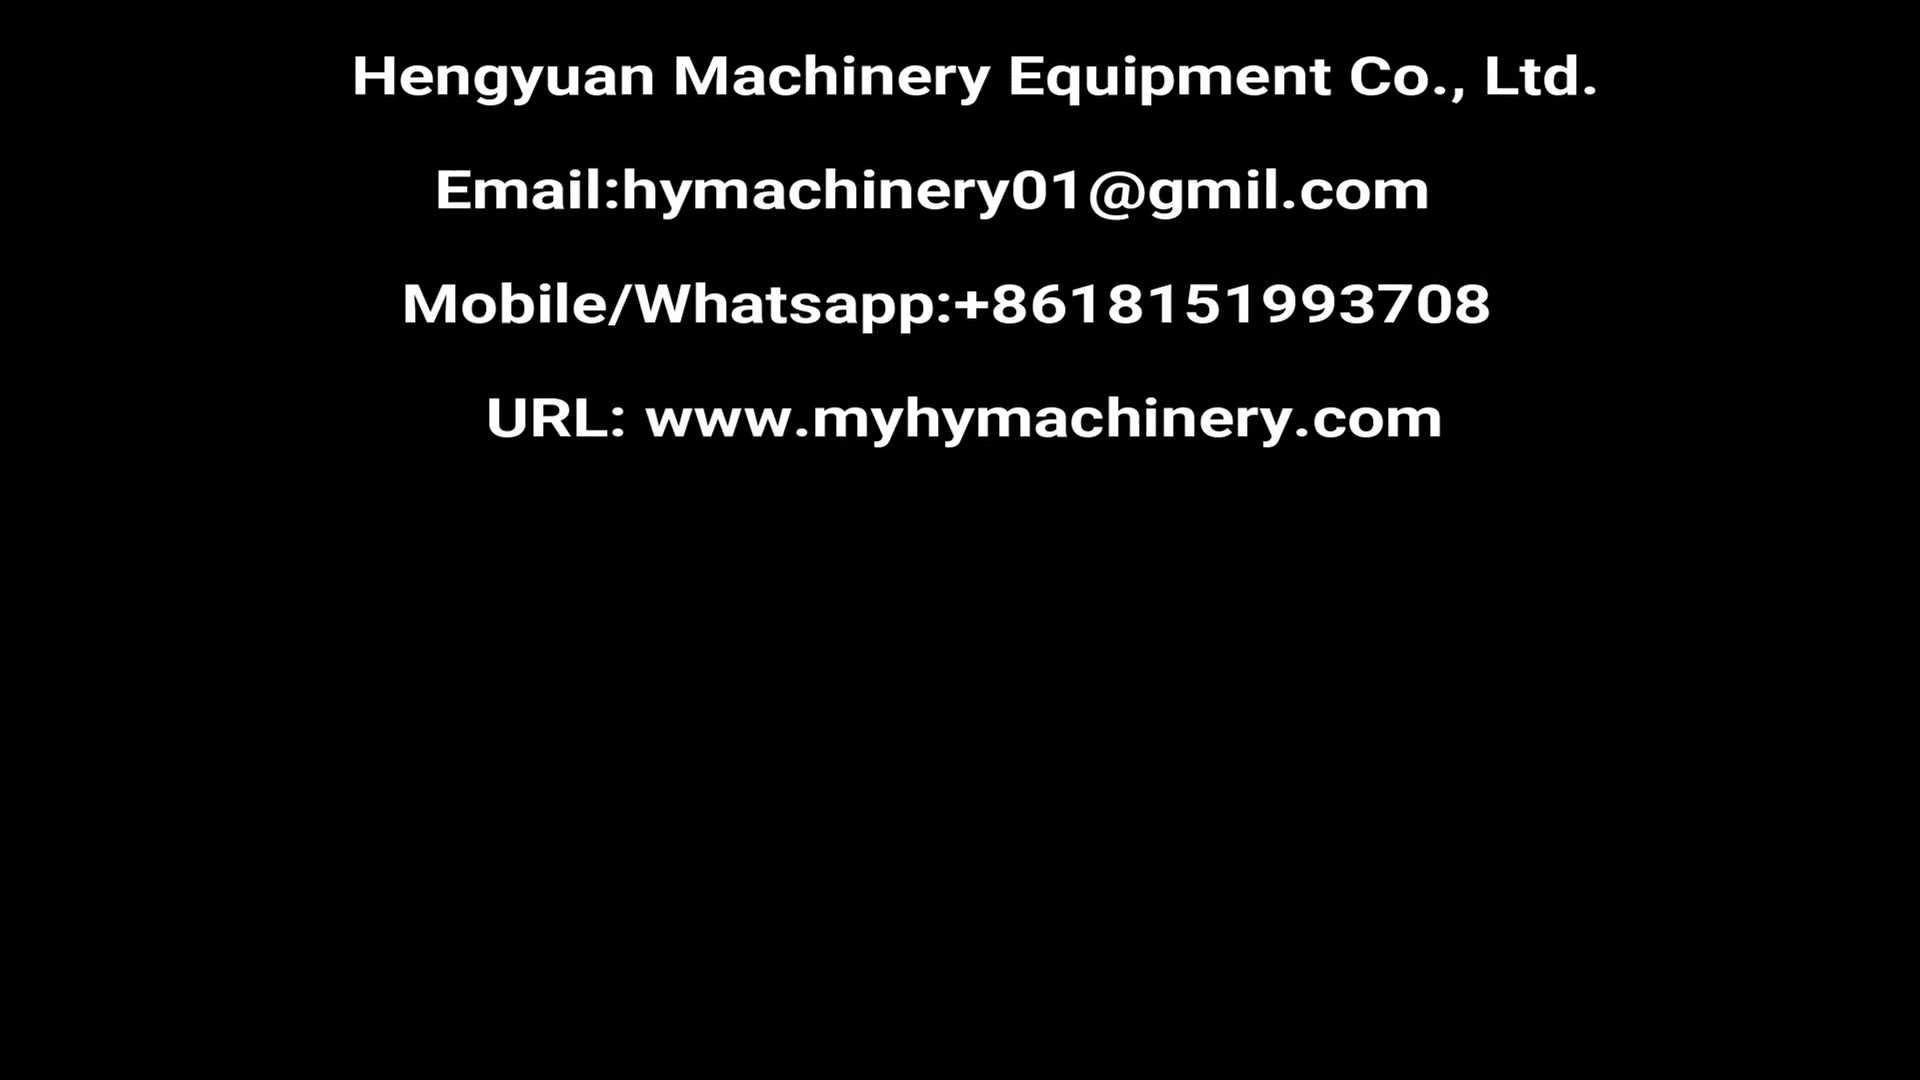 Hengyuan Machinery Equipment Co., Ltd.
Email:hymachinery01@gmil.com
Mobile/Whatsapp:+8618151993708
URL: www.myhymachinery.com